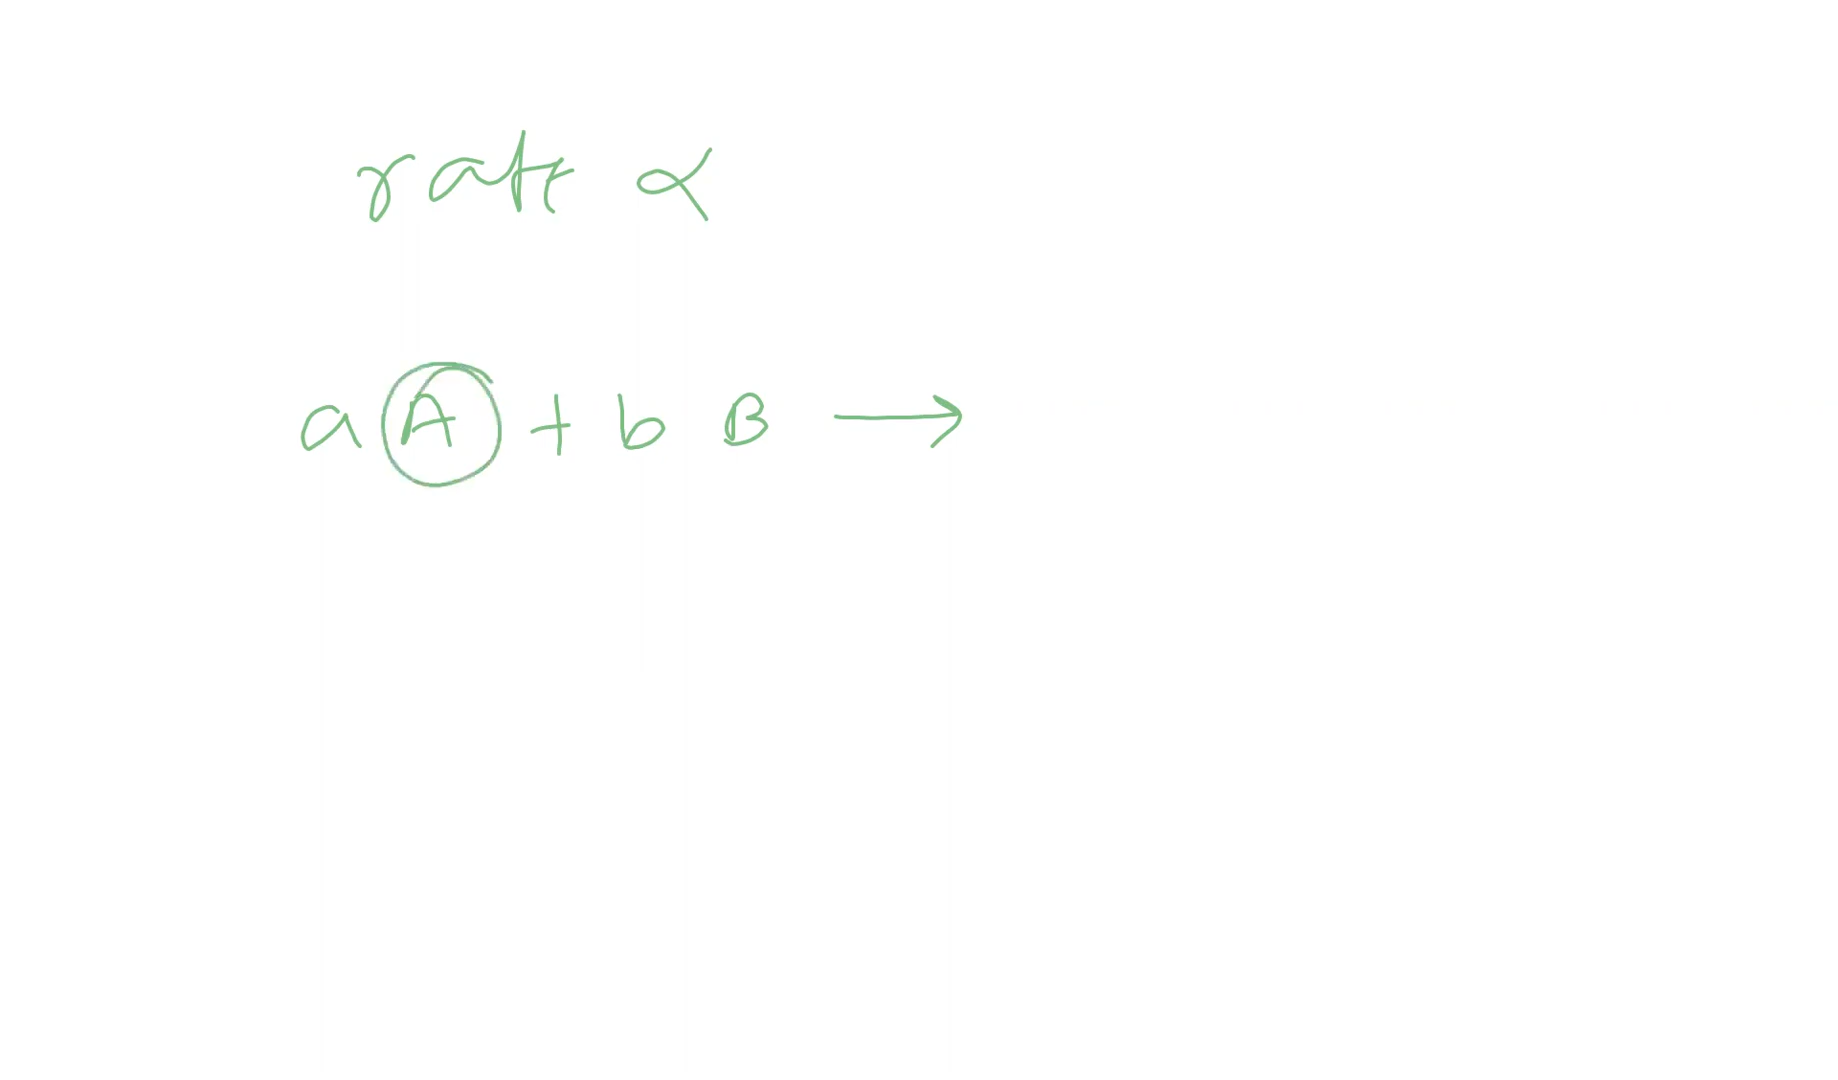 rate ∝
a A + b B ⟶